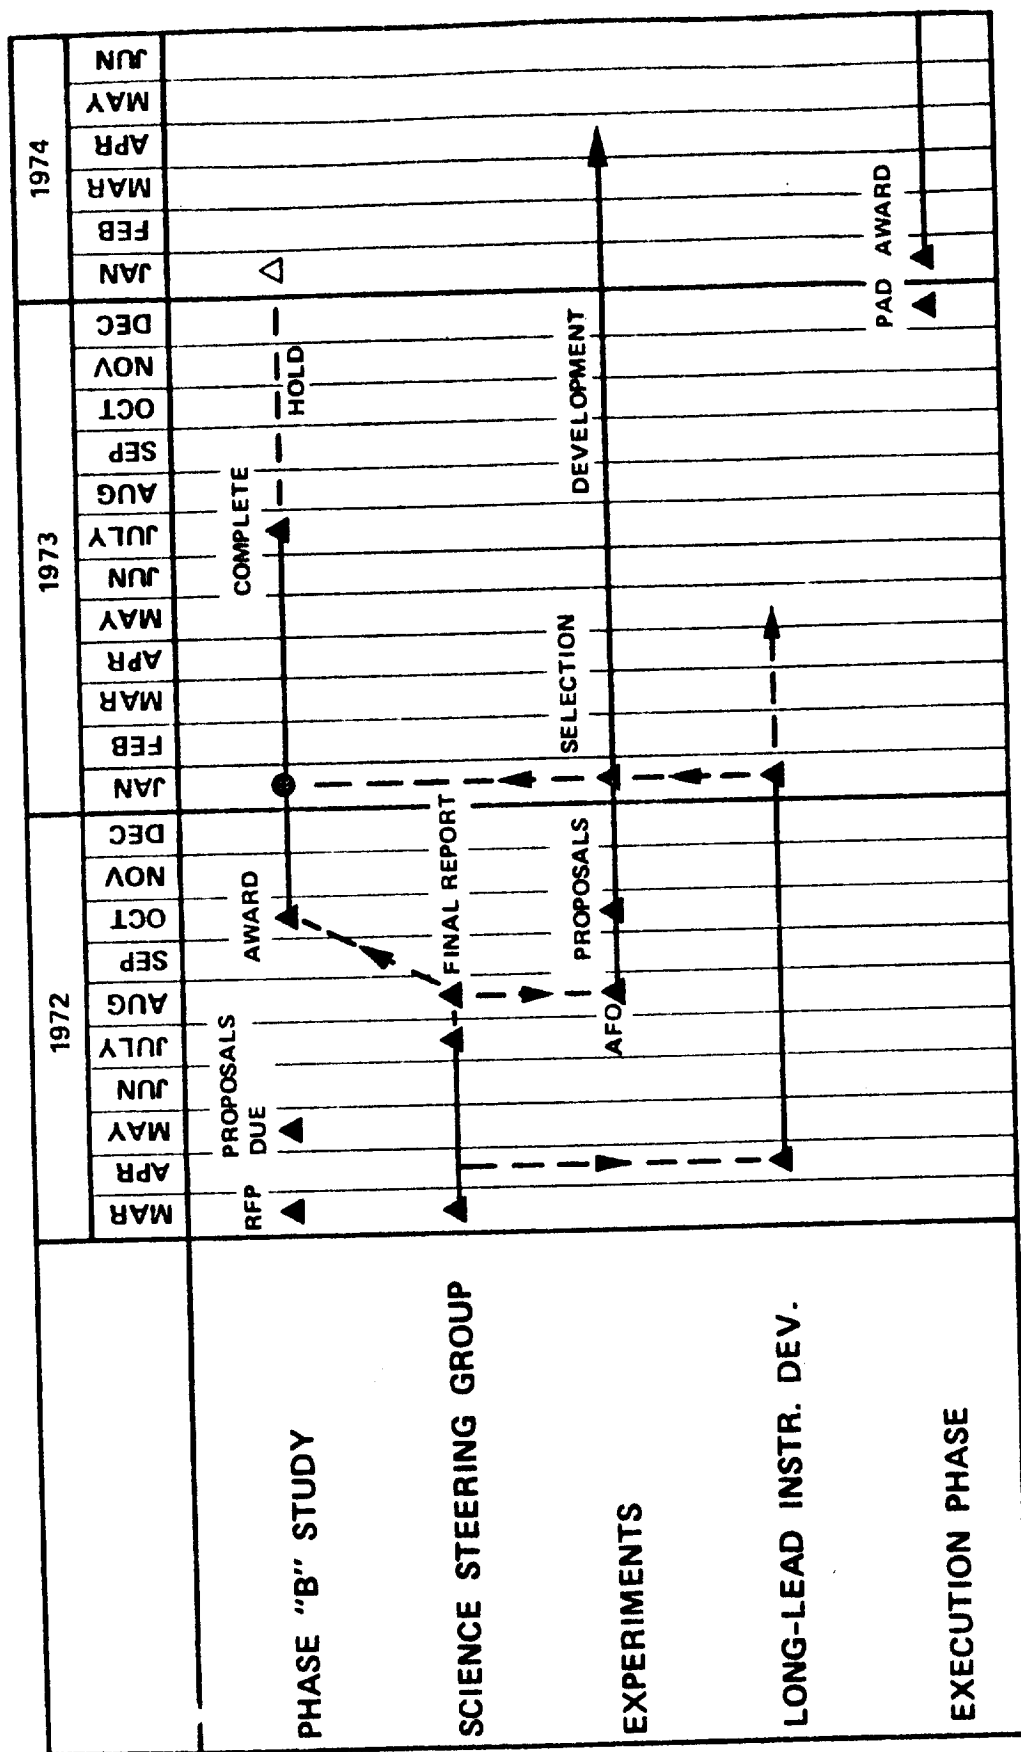 1972 1973 1974
MAR APR MAY JUN JULY AUG SEP OCT NOV DEC JAN FEB MAR APR MAY JUN JULY AUG SEP OCT NOV DEC JAN FEB MAR APR MAY JUN
PHASE "B" STUDY
RFP
PROPOSALS
DUE
AWARD
COMPLETE
HOLD
SCIENCE STEERING GROUP
FINAL REPORT
EXPERIMENTS
AFO
PROPOSALS
SELECTION
DEVELOPMENT
LONG-LEAD INSTR. DEV.
EXECUTION PHASE
PAD AWARD